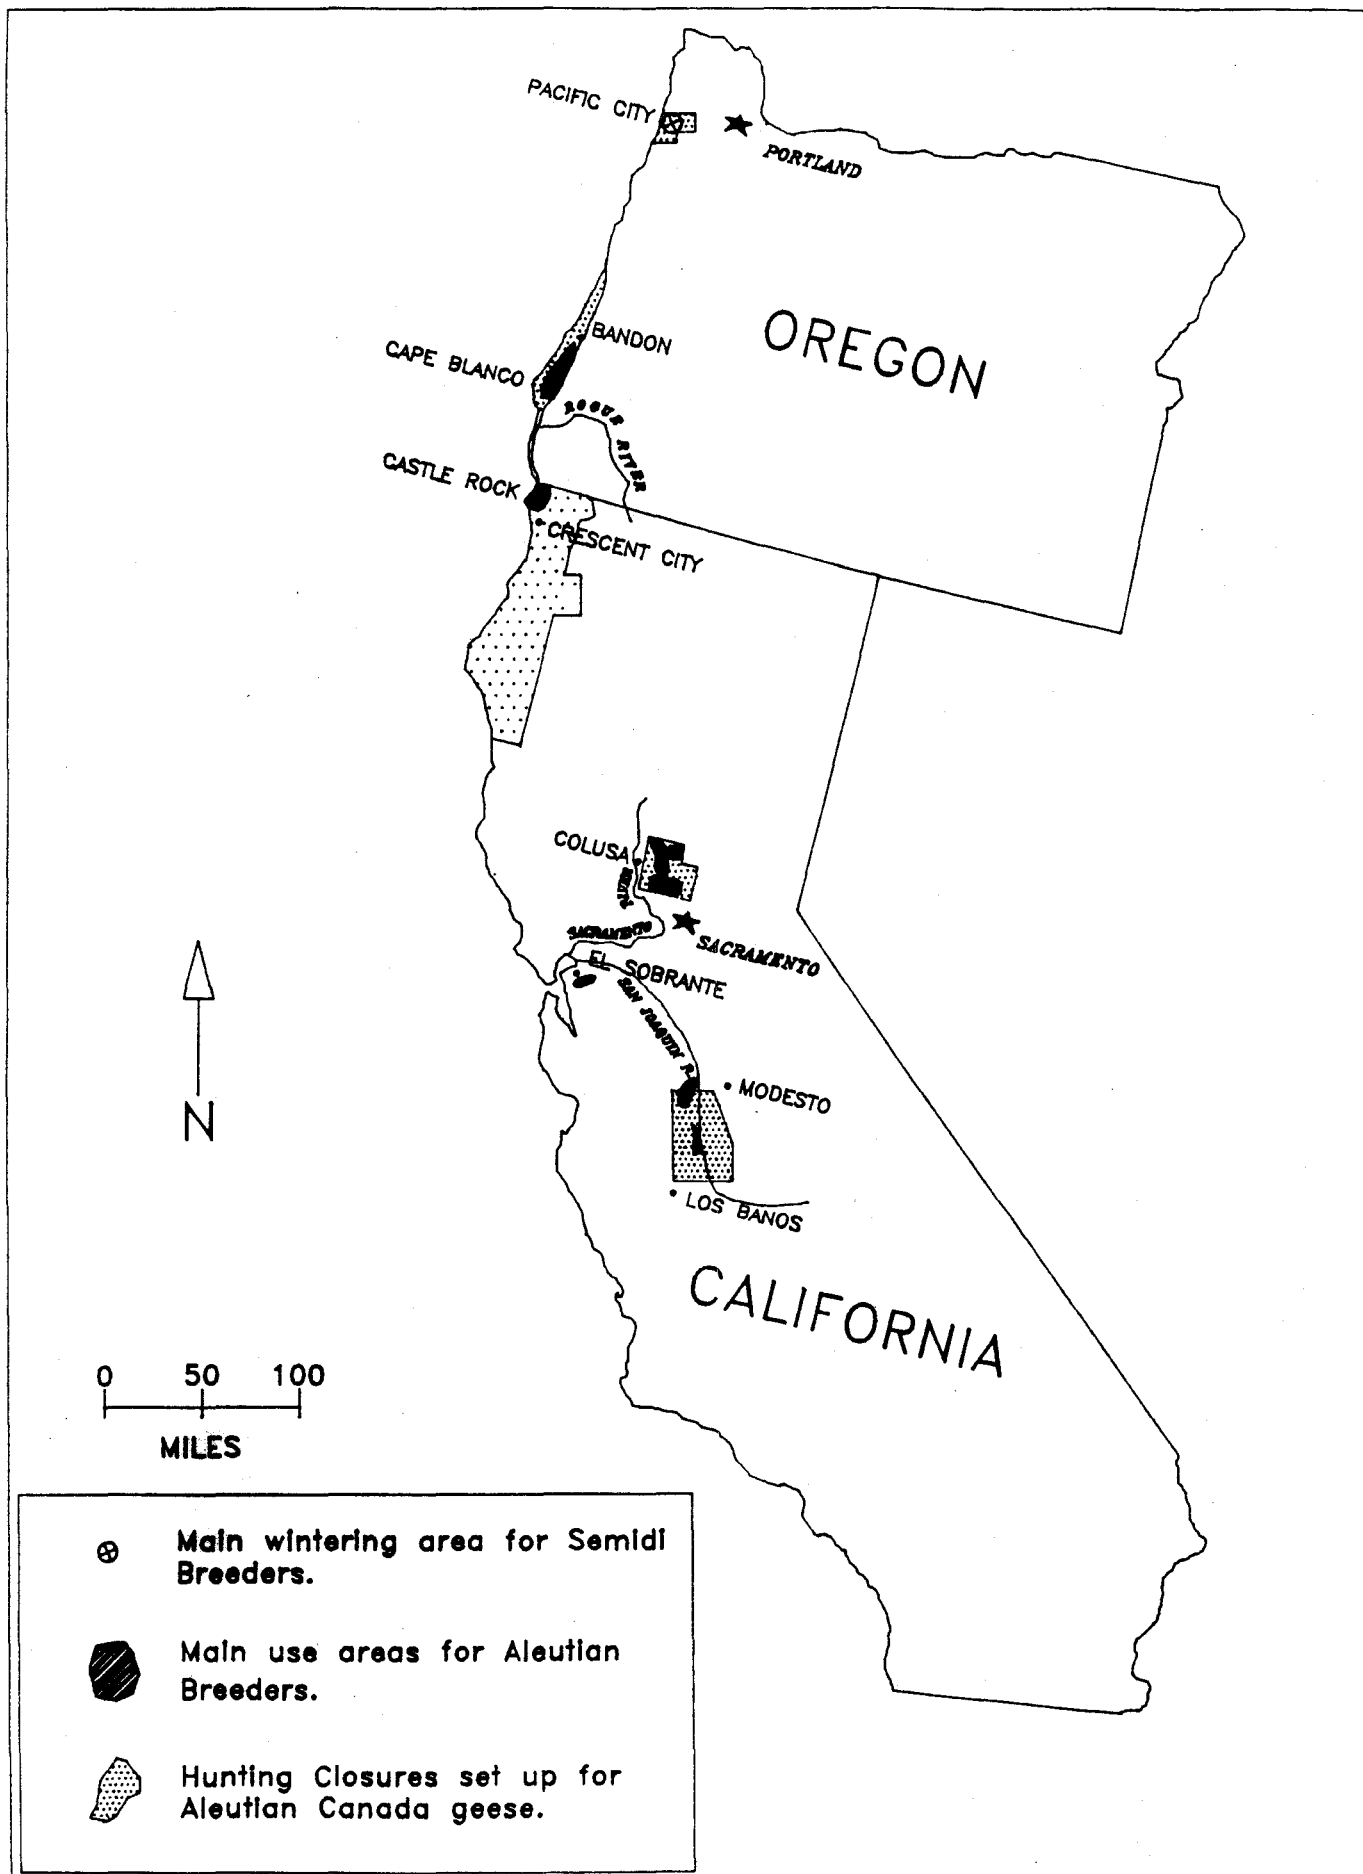 PACIFIC CITY
PORTLAND
OREGON
BANDON
CAPE BLANCO
ROGUE RIVER
CASTLE ROCK
CRESCENT CITY
COLUSA
RIVER
SACRAMENTO
SACRAMENTO
EL SOBRANTE
SAN JOAQUIN R.
MODESTO
LOS BANOS
N
CALIFORNIA
0 50 100
MILES
Main wintering area for Semidi
Breeders.
Main use areas for Aleutian
Breeders.
Hunting Closures set up for
Aleutian Canada geese.